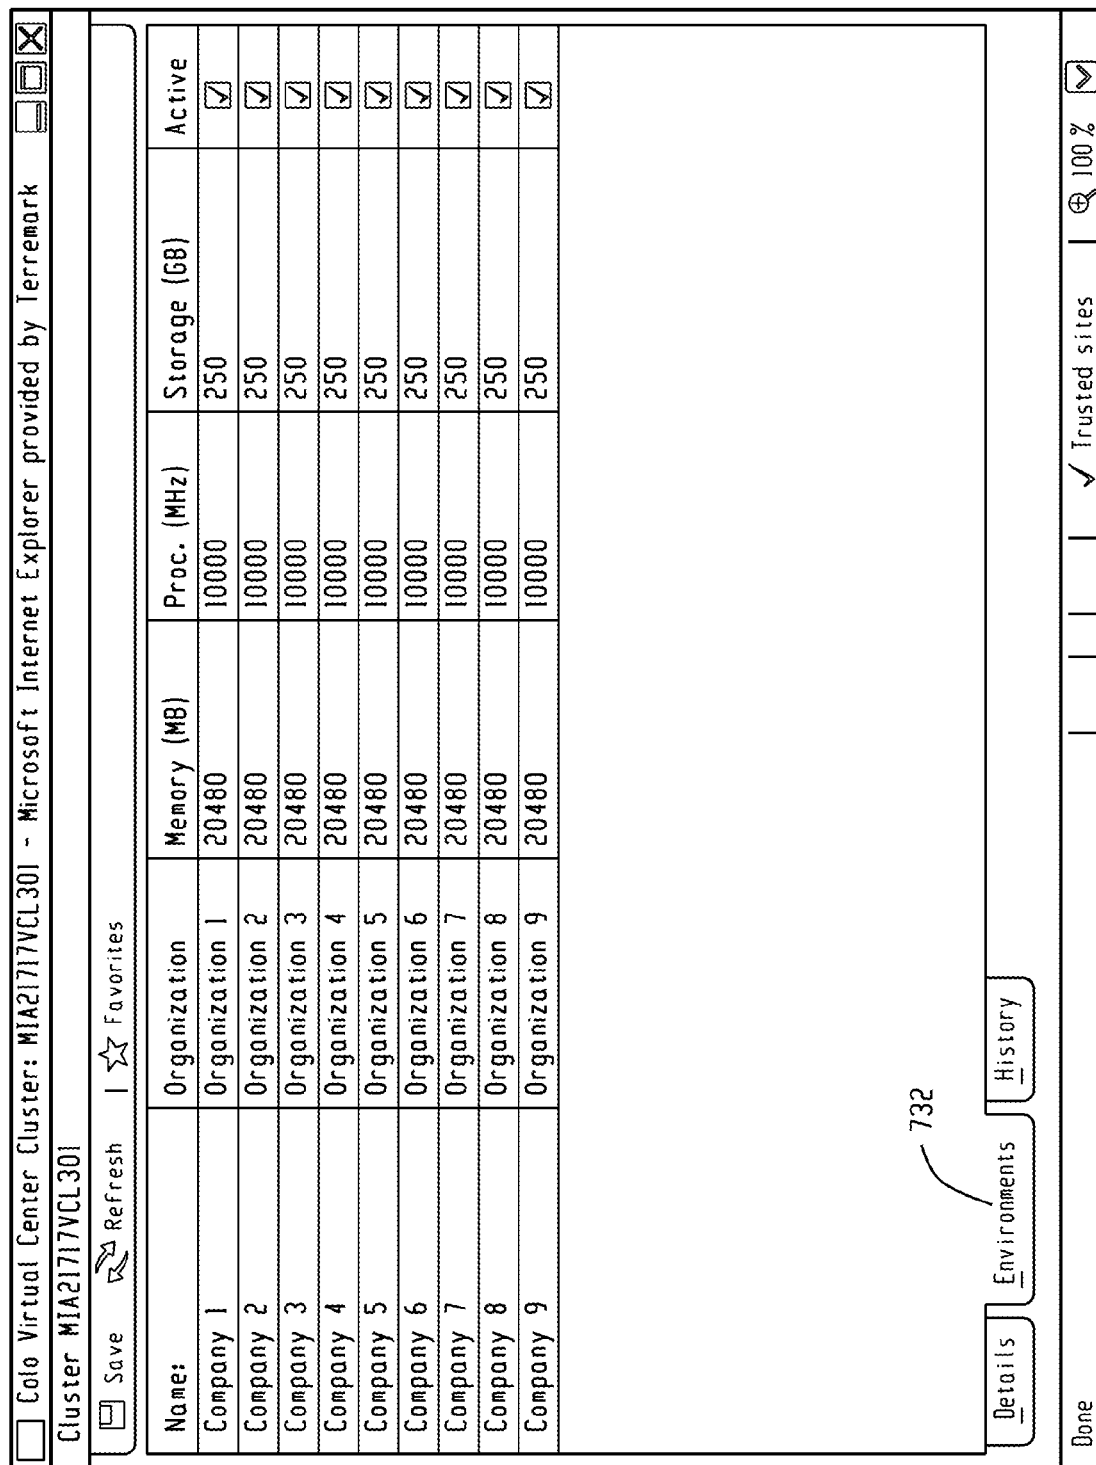 Colo Virtual Center Cluster: MIA21717VCL301 - Microsoft Internet Explorer provided by Terremark
Cluster MIA21717VCL301
Save Refresh | Favorites
Name: Organization Memory (MB) Proc. (MHz) Storage (GB) Active
Company 1 Organization 1 20480 10000 250
Company 2 Organization 2 20480 10000 250
Company 3 Organization 3 20480 10000 250
Company 4 Organization 4 20480 10000 250
Company 5 Organization 5 20480 10000 250
Company 6 Organization 6 20480 10000 250
Company 7 Organization 7 20480 10000 250
Company 8 Organization 8 20480 10000 250
Company 9 Organization 9 20480 10000 250
732
Details Environments History
Done Trusted sites 100%